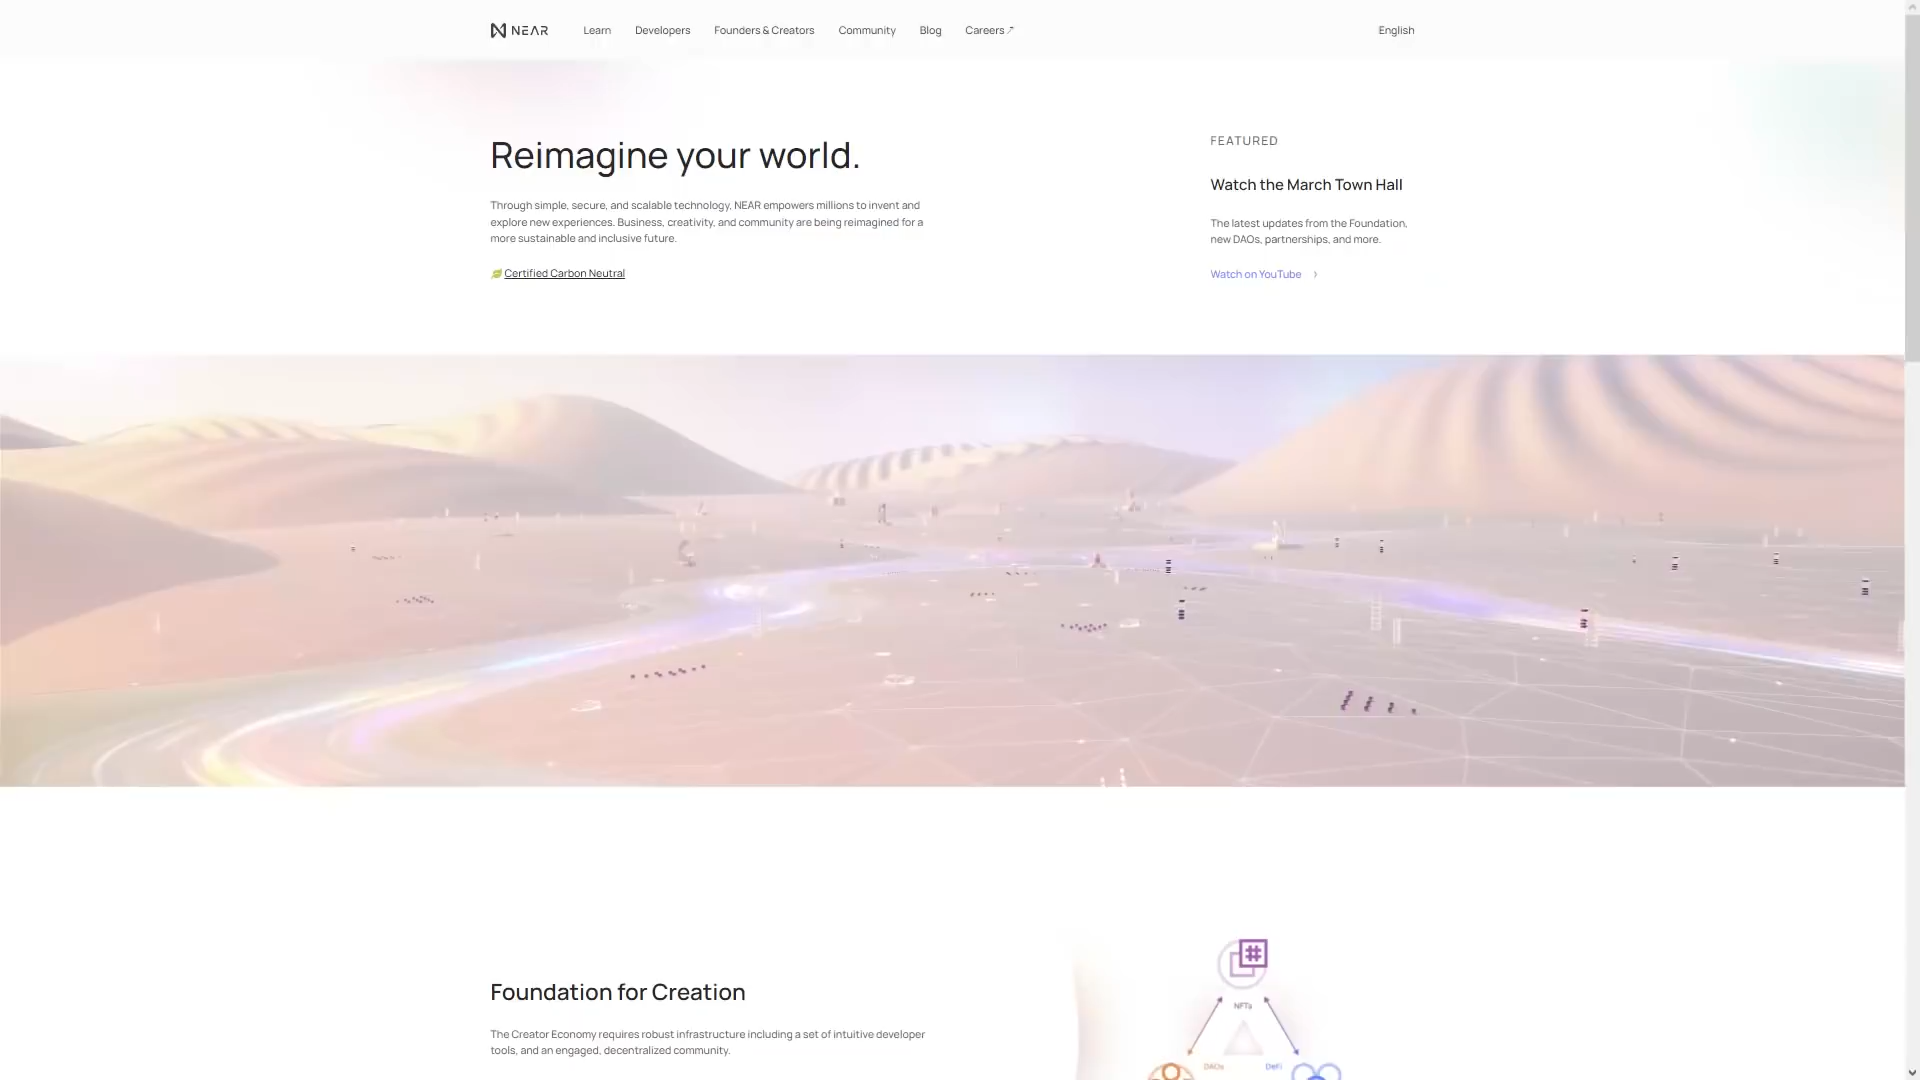 NEAR
Learn
Developers
Founders & Creators
Community
Blog
Careers ↗
English
Reimagine your world.
Through simple, secure, and scalable technology, NEAR empowers millions to invent and
explore new experiences. Business, creativity, and community are being reimagined for a
more sustainable and inclusive future.
Certified Carbon Neutral
FEATURED
Watch the March Town Hall
The latest updates from the Foundation,
new DAOs, partnerships, and more.
Watch on YouTube ›
Foundation for Creation
The Creator Economy requires robust infrastructure including a set of intuitive developer
tools, and an engaged, decentralized community.
#
NFTs
DAOs
DeFi